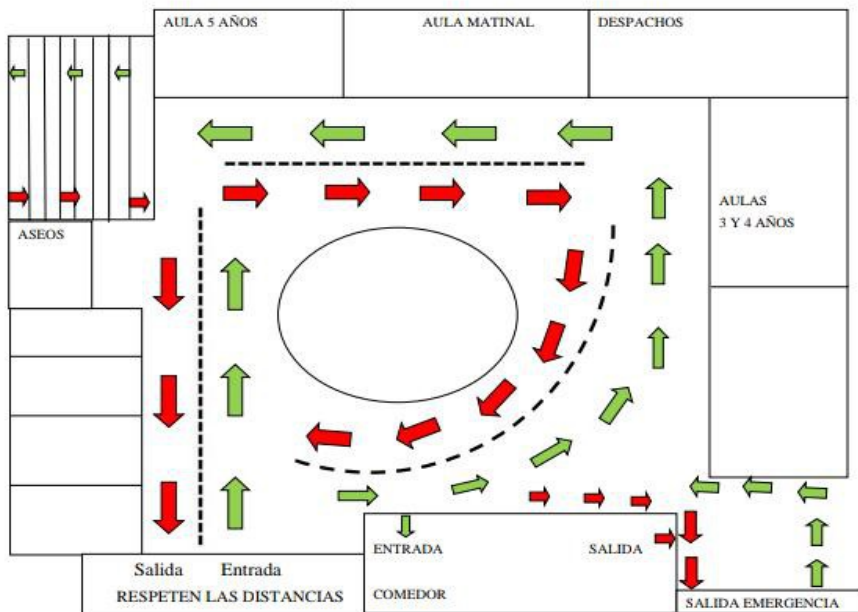 AULA 5 AÑOS
AULA MATINAL
DESPACHOS
AULAS
3 Y 4 AÑOS
ASEOS
ENTRADA
SALIDA
COMEDOR
Salida Entrada
RESPETEN LAS DISTANCIAS
SALIDA EMERGENCIA